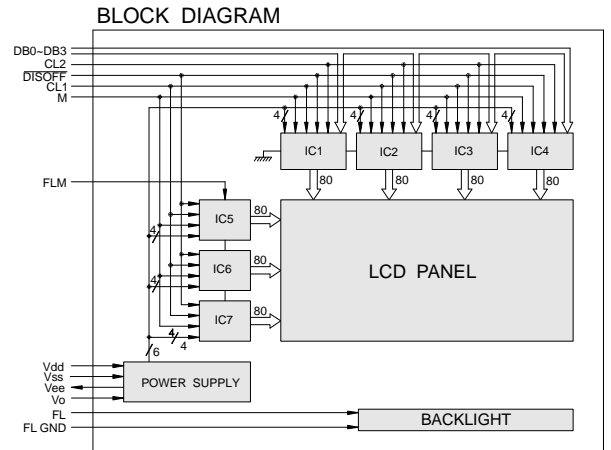 BLOCK DIAGRAM
DB0~DB3
CL2
DISOFF
CL1
M
4 4 4 4
IC1 IC2 IC3 IC4
80 80 80 80
FLM
IC5
80
4
LCD PANEL
IC6
80
4
IC7
80
4
4
6
Vdd
Vss
Vee
Vo
POWER SUPPLY
FL
FL GND
BACKLIGHT